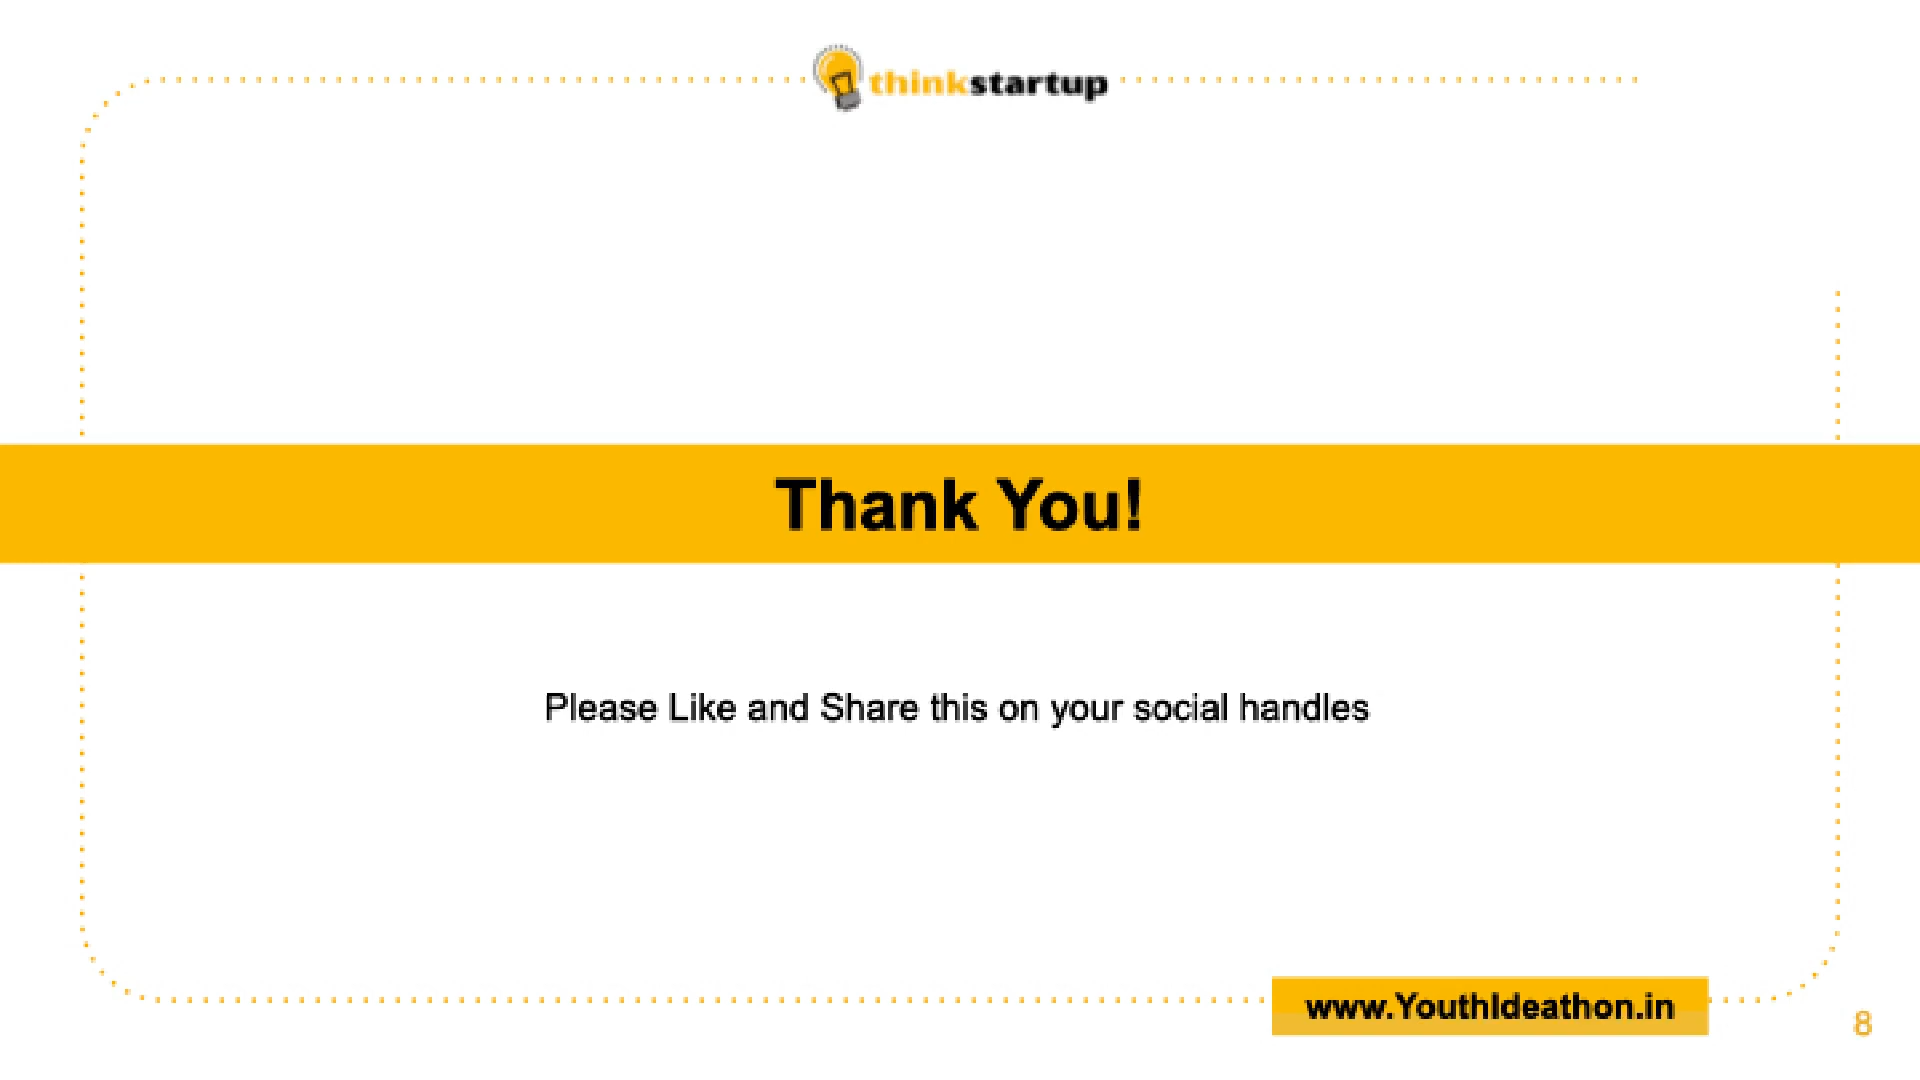 thinkstartup
Thank You!
Please Like and Share this on your social handles
www.YouthIdeathon.in
8